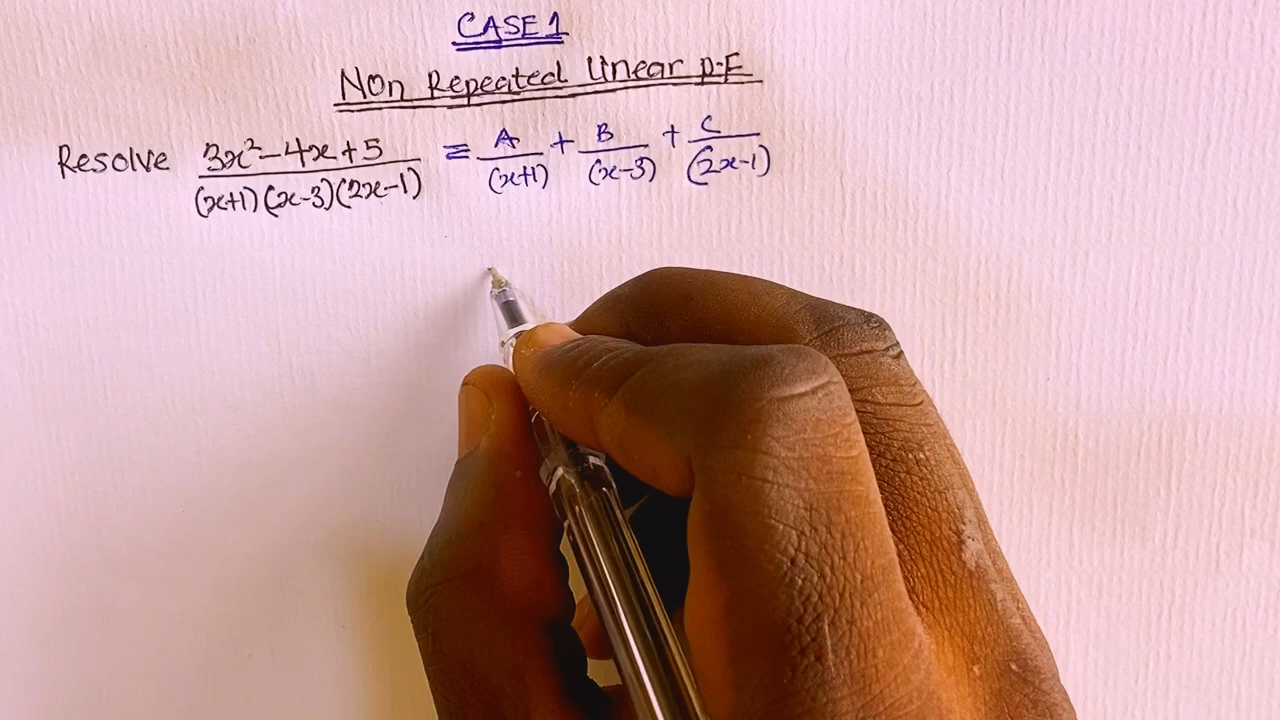 CASE 1
Non Repeated Linear P.F
Resolve (3x²-4x+5)/((x+1)(x-3)(2x-1)) ≡ A/(x+1) + B/(x-3) + C/(2x-1)